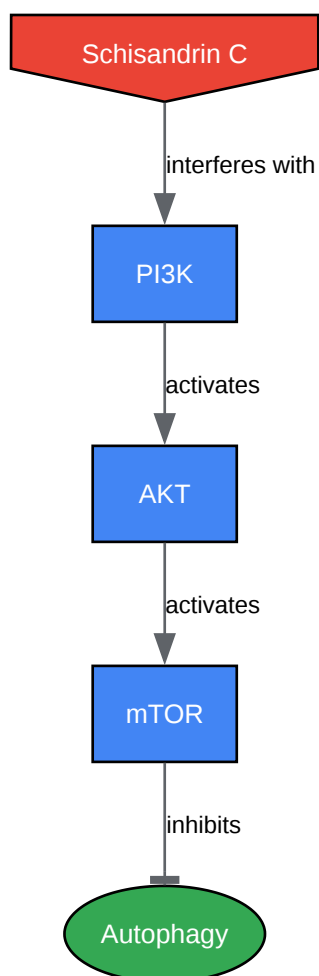 Schisandrin C
interferes with
PI3K
activates
AKT
activates
mTOR
inhibits
Autophagy